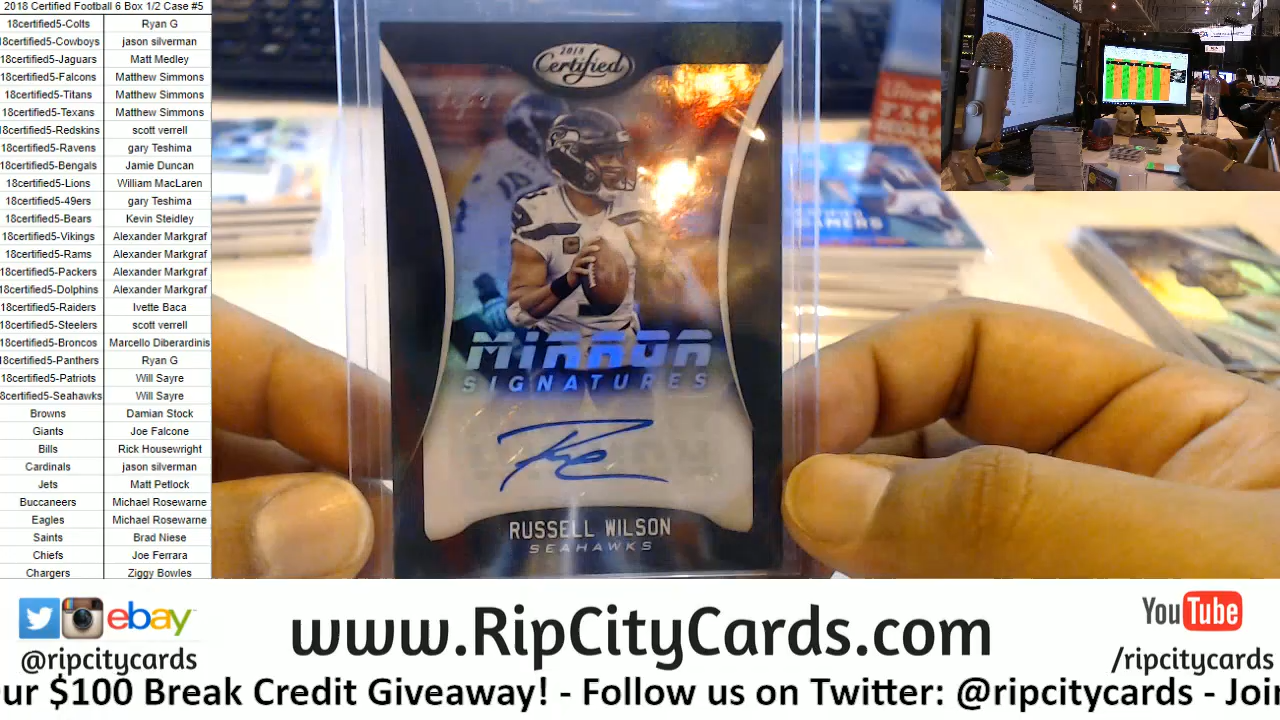 2018 Certified Football 6 Box 1/2 Case #5
18certified5-Colts Ryan G
18certified5-Cowboys jason silverman
18certified5-Jaguars Matt Medley
18certified5-Falcons Matthew Simmons
18certified5-Titans Matthew Simmons
18certified5-Texans Matthew Simmons
18certified5-Redskins scott verrell
18certified5-Ravens gary Teshima
18certified5-Bengals Jamie Duncan
18certified5-Lions William MacLaren
18certified5-49ers gary Teshima
18certified5-Bears Kevin Steidley
18certified5-Vikings Alexander Markgraf
18certified5-Rams Alexander Markgraf
18certified5-Packers Alexander Markgraf
18certified5-Dolphins Alexander Markgraf
18certified5-Raiders Ivette Baca
18certified5-Steelers scott verrell
18certified5-Broncos Marcello Diberardinis
18certified5-Panthers Ryan G
18certified5-Patriots Will Sayre
8certified5-Seahawks Will Sayre
Browns Damian Stock
Giants Joe Falcone
Bills Rick Housewright
Cardinals jason silverman
Jets Matt Petlock
Buccaneers Michael Rosewarne
Eagles Michael Rosewarne
Saints Brad Niese
Chiefs Joe Ferrara
Chargers Ziggy Bowles
2018
Certified
MIRROR
SIGNATURES
RUSSELL WILSON
SEAHAWKS
GAMERS
3" X 4"
ebay
@ripcitycards
www.RipCityCards.com
YouTube
/ripcitycards
our $100 Break Credit Giveaway! - Follow us on Twitter: @ripcitycards - Join